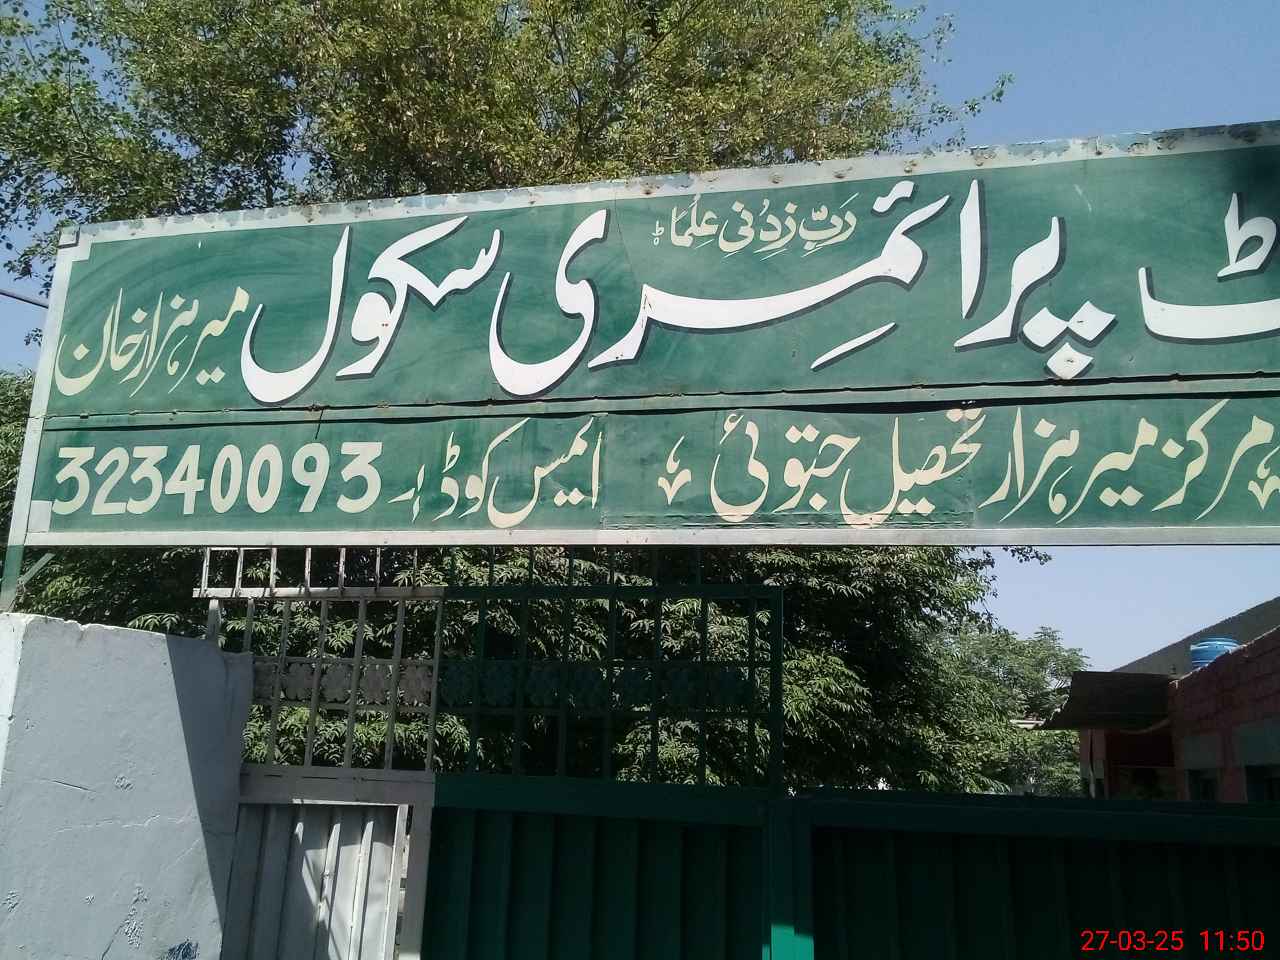 رَبِّ زِدْنِی عِلْمًا ؕ
پرائمری سکول میر ہزار خان
مرکز میر ہزار تحصیل جتوئی ؍ ایمس کوڈ 32340093
27-03-25 11:50